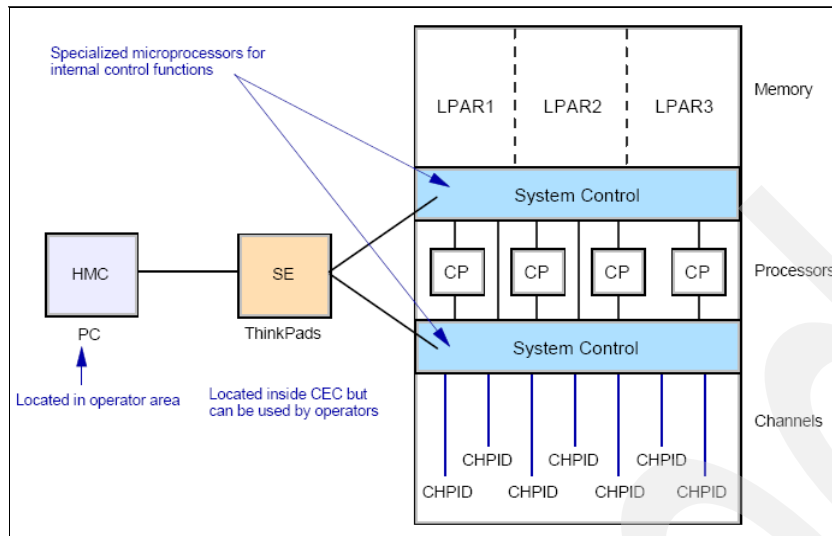 Specialized microprocessors for
internal control functions
LPAR1
LPAR2
LPAR3
Memory
System Control
HMC
SE
CP
CP
CP
CP
Processors
PC
ThinkPads
System Control
Located in operator area
Located inside CEC but
can be used by operators
Channels
CHPID
CHPID
CHPID
CHPID
CHPID
CHPID
CHPID